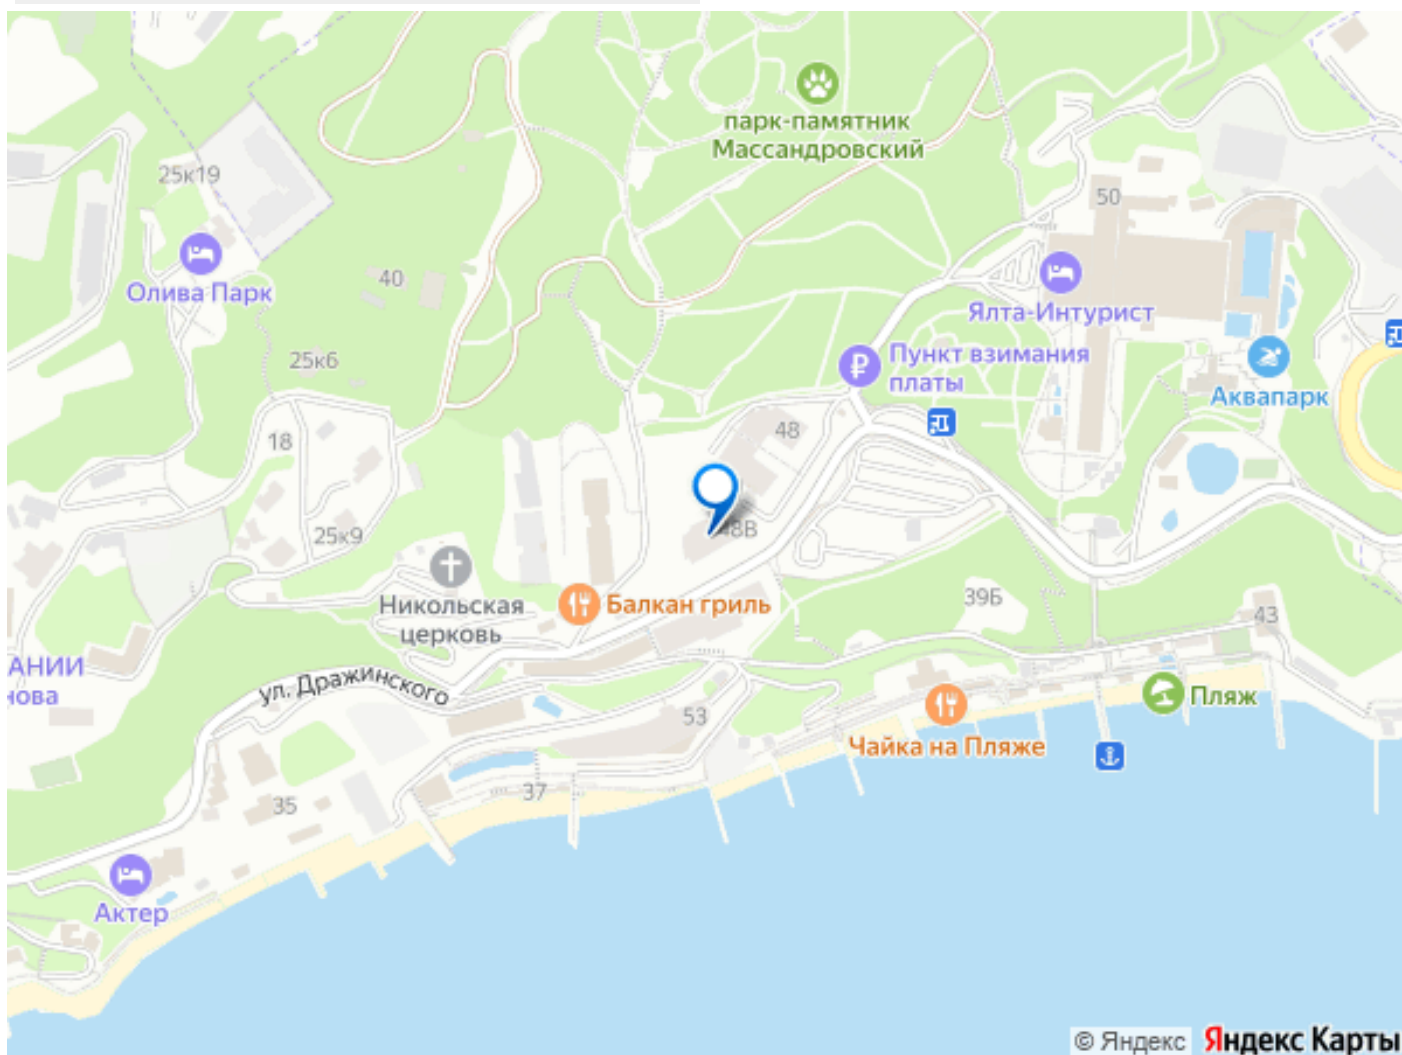 парк-памятник
Массандровский
25к19
50
Олива Парк
40
Ялта-Интурист
25к6
Пункт взимания
платы
Аквапарк
48
18
25к9
48В
Никольская
церковь
Балкан гриль
39Б
43
АНИИ
нова
ул. Дражинского
Пляж
53
Чайка на Пляже
35
37
Актер
© Яндекс Яндекс Карты